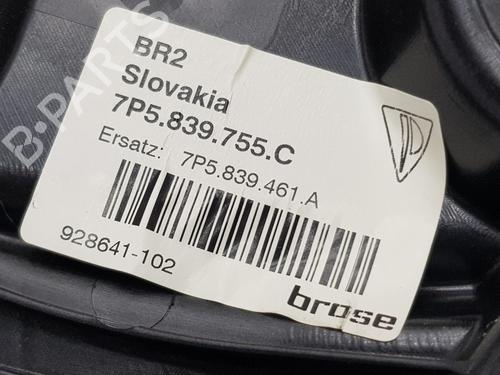 BR2
Slovakia
7P5.839.755.C
Ersatz: 7P5.839.461.A
928641-102
brose
B-PARTS